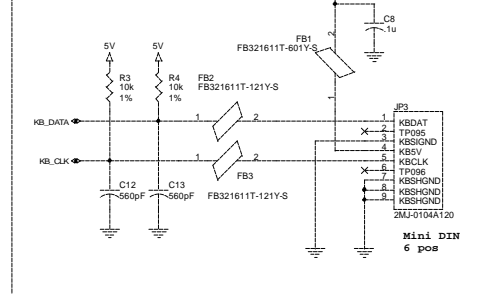 C8
.1u
FB1
FB321611T-601Y-S
2
1
5V
5V
R3
10k
1%
R4
10k
1%
FB2
FB321611T-121Y-S
KB_DATA
1
2
KB_CLK
1
2
FB3
FB321611T-121Y-S
C12
560pF
C13
560pF
JP3
1 KBDAT
2 TP095
3 KBSIGND
4 KB5V
5 KBCLK
6 TP096
7 KBSHGND
8 KBSHGND
9 KBSHGND
2MJ-0104A120
Mini DIN
6 pos